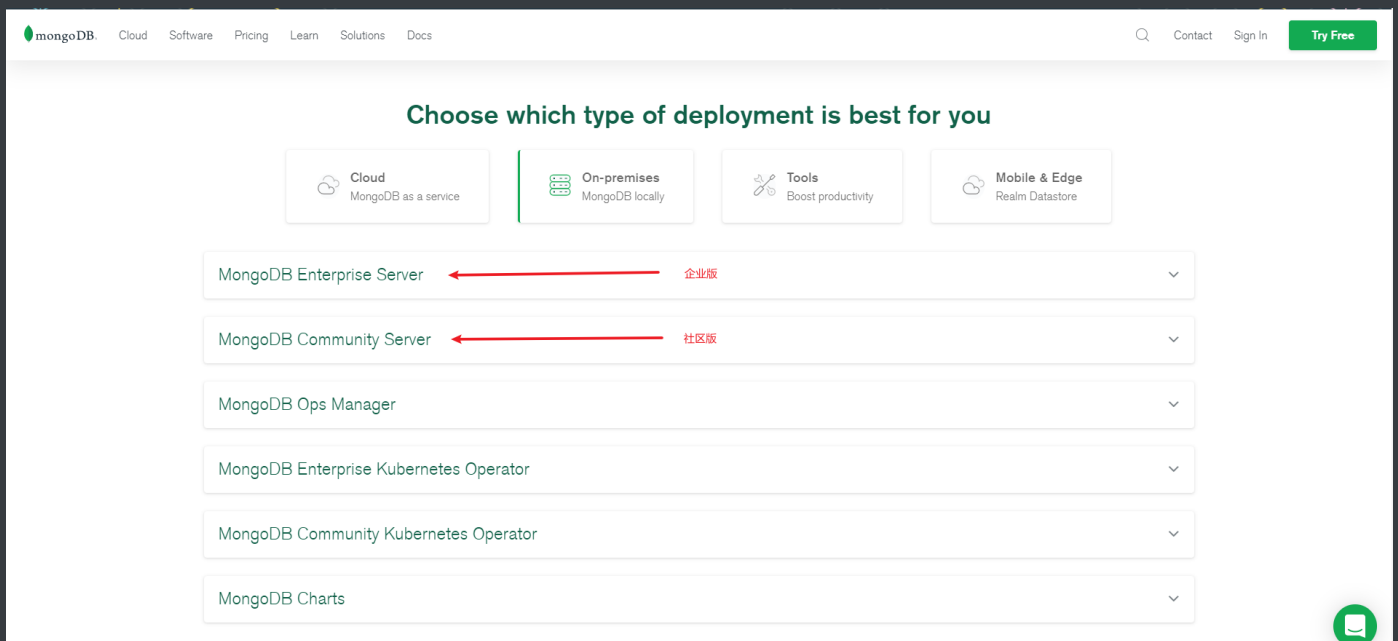 mongoDB.
Cloud Software Pricing Learn Solutions Docs Contact Sign In Try Free
Choose which type of deployment is best for you
Cloud
MongoDB as a service
On-premises
MongoDB locally
Tools
Boost productivity
Mobile & Edge
Realm Datastore
MongoDB Enterprise Server 企业版
MongoDB Community Server 社区版
MongoDB Ops Manager
MongoDB Enterprise Kubernetes Operator
MongoDB Community Kubernetes Operator
MongoDB Charts